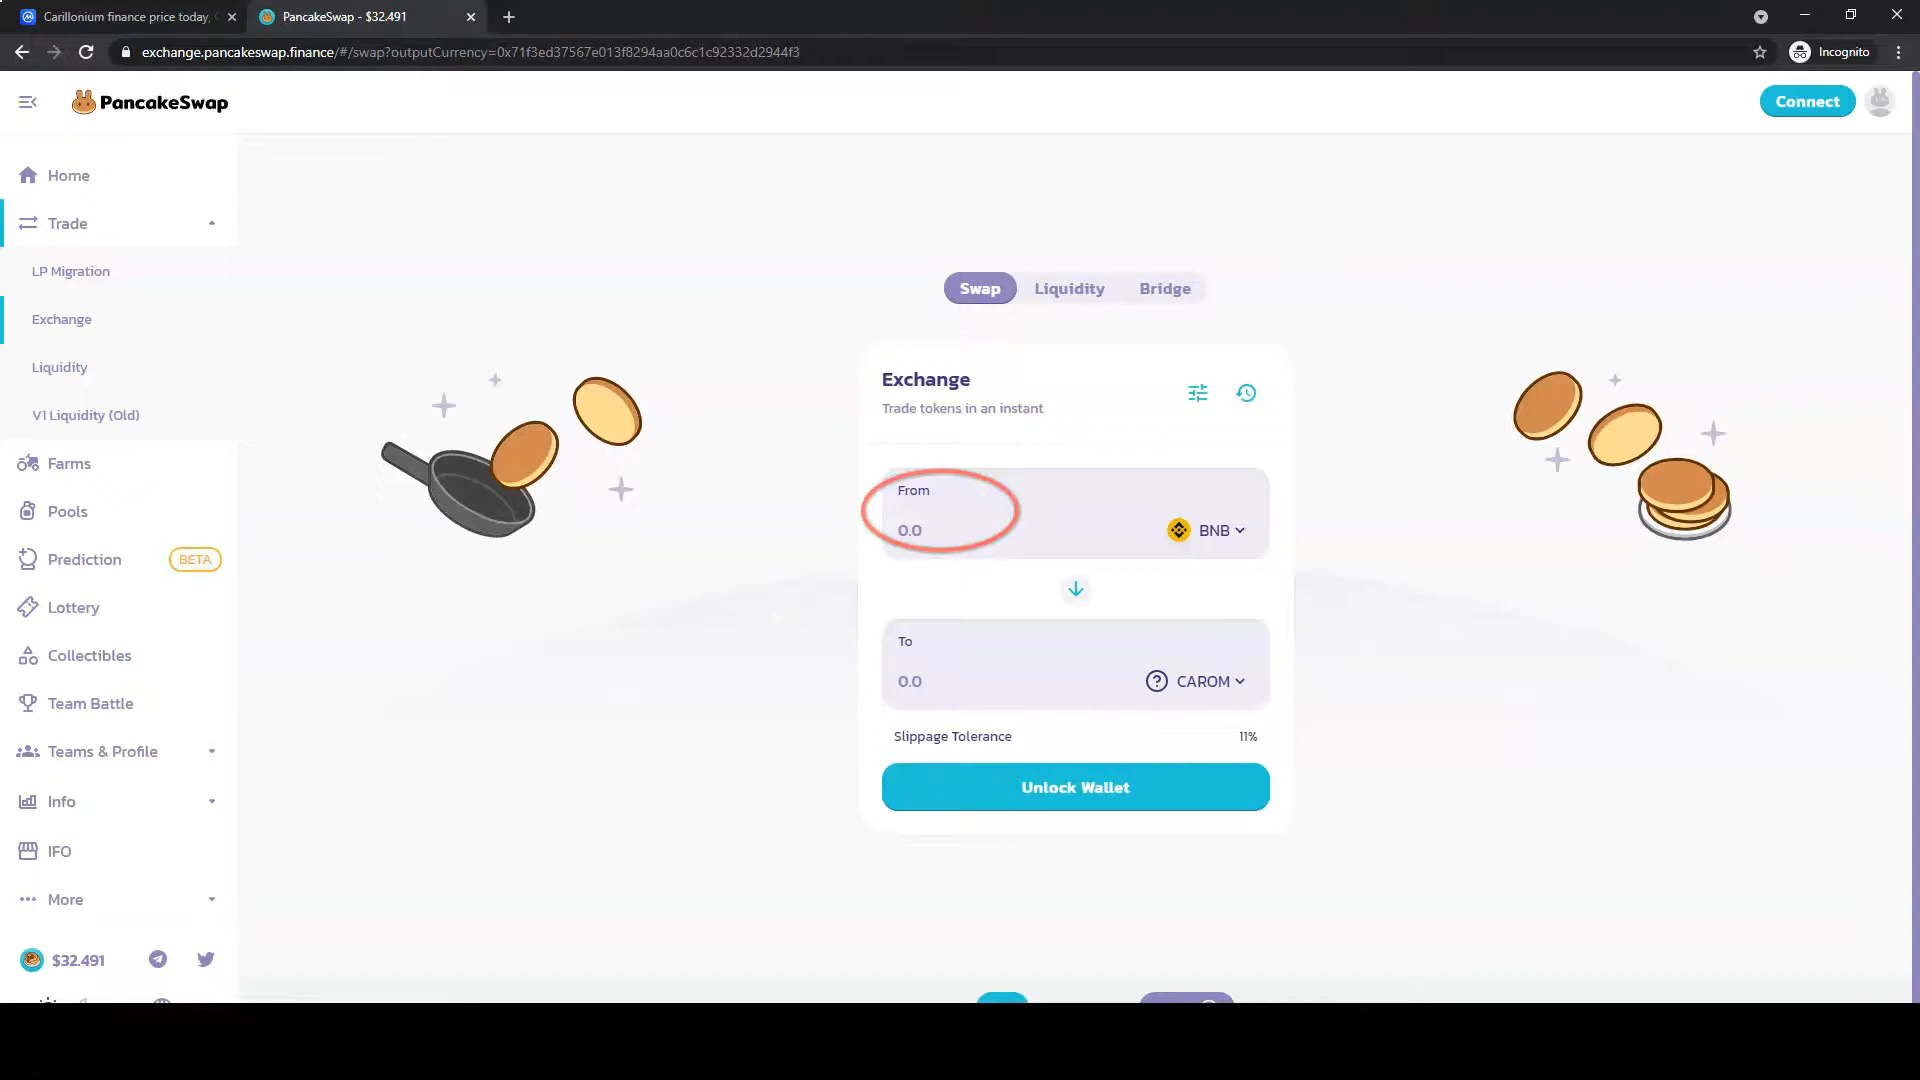 Carillonium finance price today,
PancakeSwap - $32.491
exchange.pancakeswap.finance/#/swap?outputCurrency=0x71f3ed37567e013f8294aa0c6c1c92332d2944f3
Incognito
PancakeSwap
Connect
Home
Trade
LP Migration
Exchange
Liquidity
V1 Liquidity (Old)
Farms
Pools
Prediction
BETA
Lottery
Collectibles
Team Battle
Teams & Profile
Info
IFO
More
$32.491
Swap
Liquidity
Bridge
Exchange
Trade tokens in an instant
From
0.0
BNB
To
0.0
CAROM
Slippage Tolerance
11%
Unlock Wallet